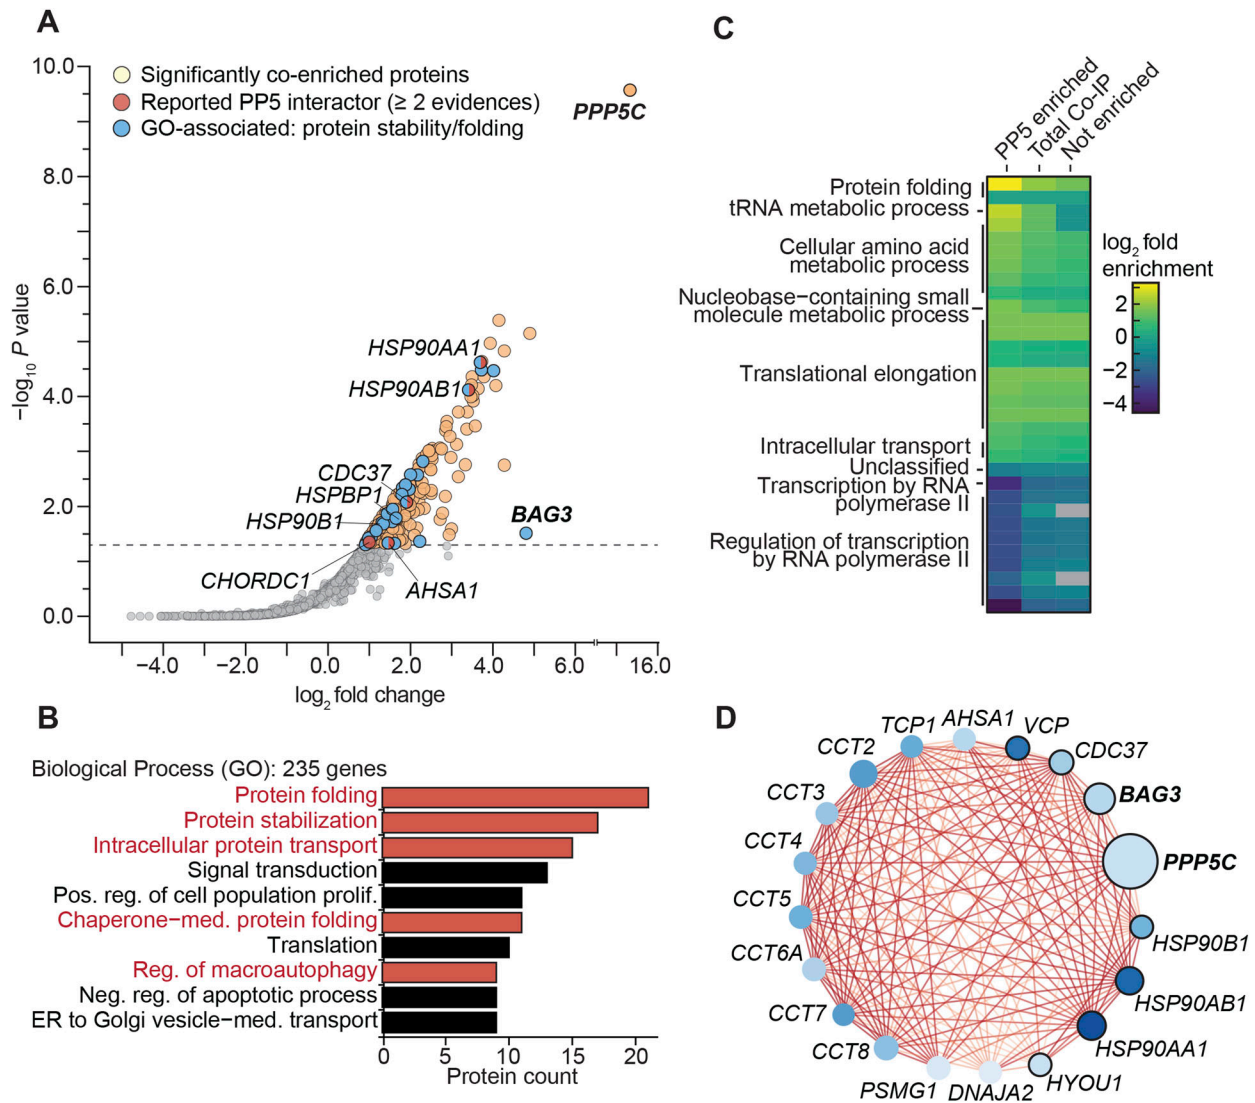 A
10.0
8.0
6.0
4.0
2.0
0.0
−log10 P value
Significantly co-enriched proteins
Reported PP5 interactor (≥ 2 evidences)
GO-associated: protein stability/folding
PPP5C
HSP90AA1
HSP90AB1
CDC37
HSPBP1
HSP90B1
BAG3
CHORDC1
AHSA1
−4.0 −2.0 0.0 2.0 4.0 6.0 16.0
log2 fold change
B
Biological Process (GO): 235 genes
Protein folding
Protein stabilization
Intracellular protein transport
Signal transduction
Pos. reg. of cell population prolif.
Chaperone−med. protein folding
Translation
Reg. of macroautophagy
Neg. reg. of apoptotic process
ER to Golgi vesicle−med. transport
0 5 10 15 20
Protein count
C
PP5 enriched
Total Co-IP
Not enriched
Protein folding
tRNA metabolic process
Cellular amino acid
metabolic process
Nucleobase−containing small
molecule metabolic process
Translational elongation
Intracellular transport
Unclassified
Transcription by RNA
polymerase II
Regulation of transcription
by RNA polymerase II
log2 fold
enrichment
2
0
−2
−4
D
TCP1
AHSA1
VCP
CDC37
BAG3
PPP5C
HSP90B1
HSP90AB1
HSP90AA1
HYOU1
DNAJA2
PSMG1
CCT8
CCT7
CCT6A
CCT5
CCT4
CCT3
CCT2